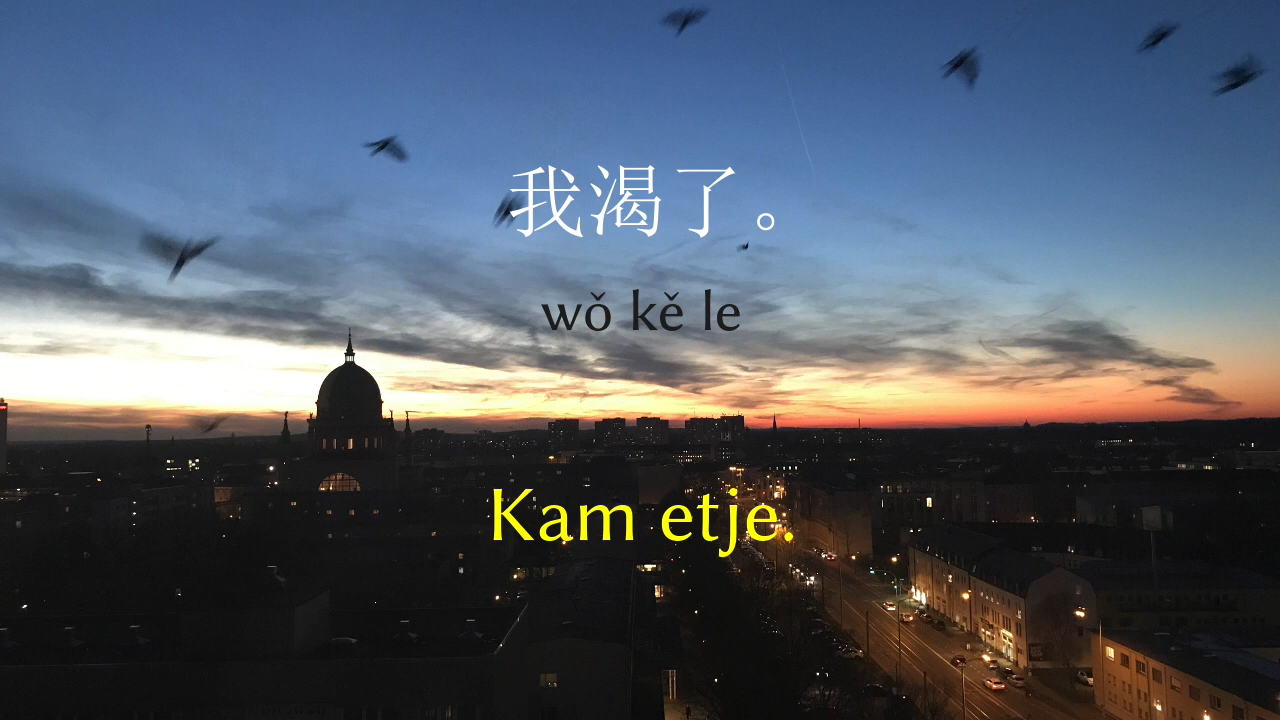 我渴了。
wǒ kě le
Kam etje.